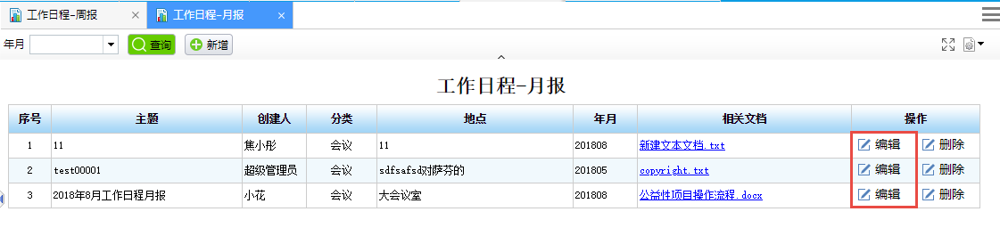 工作日程-周报 工作日程-月报
年月 查询 新增
工作日程-月报
序号 主题 创建人 分类 地点 年月 相关文档 操作
1 11 焦小彤 会议 11 201808 新建文本文档.txt 编辑 删除
2 test00001 超级管理员 会议 sdfsafsd对萨芬的 201805 copyright.txt 编辑 删除
3 2018年8月工作日程月报 小花 会议 大会议室 201808 公益性项目操作流程.docx 编辑 删除